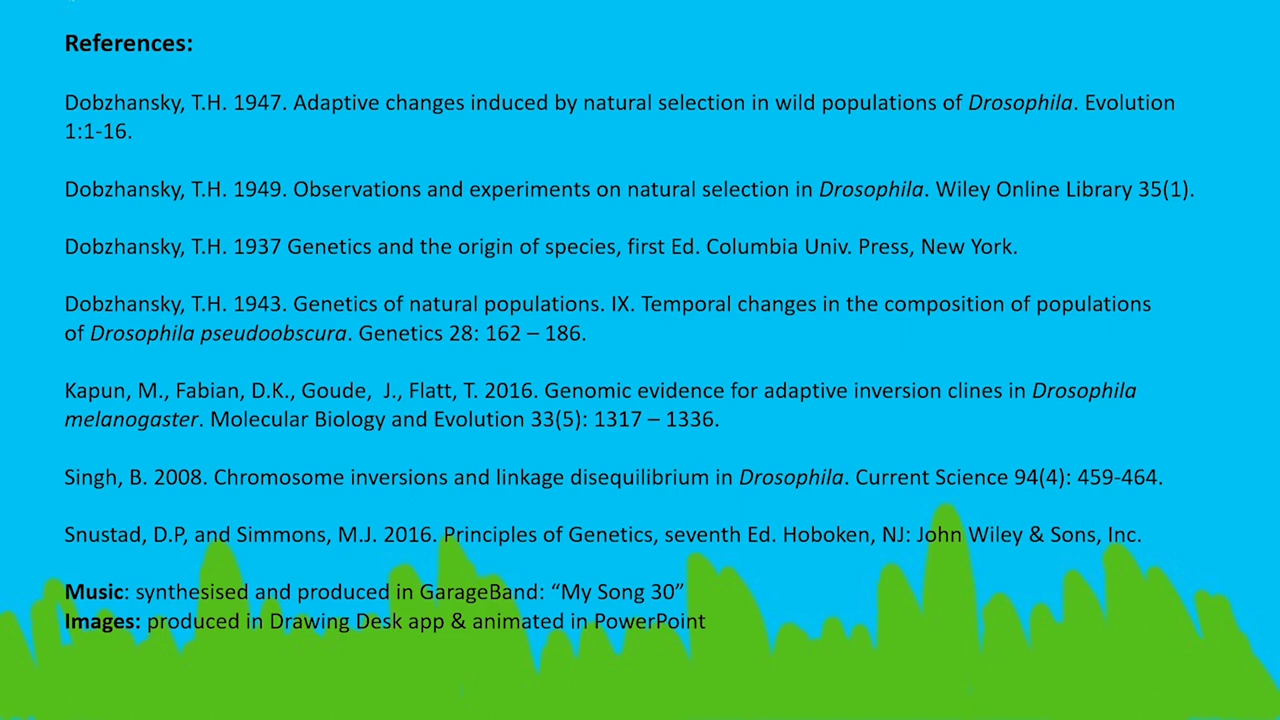 References:
Dobzhansky, T.H. 1947. Adaptive changes induced by natural selection in wild populations of Drosophila. Evolution
1:1-16.
Dobzhansky, T.H. 1949. Observations and experiments on natural selection in Drosophila. Wiley Online Library 35(1).
Dobzhansky, T.H. 1937 Genetics and the origin of species, first Ed. Columbia Univ. Press, New York.
Dobzhansky, T.H. 1943. Genetics of natural populations. IX. Temporal changes in the composition of populations
of Drosophila pseudoobscura. Genetics 28: 162 – 186.
Kapun, M., Fabian, D.K., Goude,  J., Flatt, T. 2016. Genomic evidence for adaptive inversion clines in Drosophila
melanogaster. Molecular Biology and Evolution 33(5): 1317 – 1336.
Singh, B. 2008. Chromosome inversions and linkage disequilibrium in Drosophila. Current Science 94(4): 459-464.
Snustad, D.P, and Simmons, M.J. 2016. Principles of Genetics, seventh Ed. Hoboken, NJ: John Wiley & Sons, Inc.
Music: synthesised and produced in GarageBand: “My Song 30”
Images: produced in Drawing Desk app & animated in PowerPoint